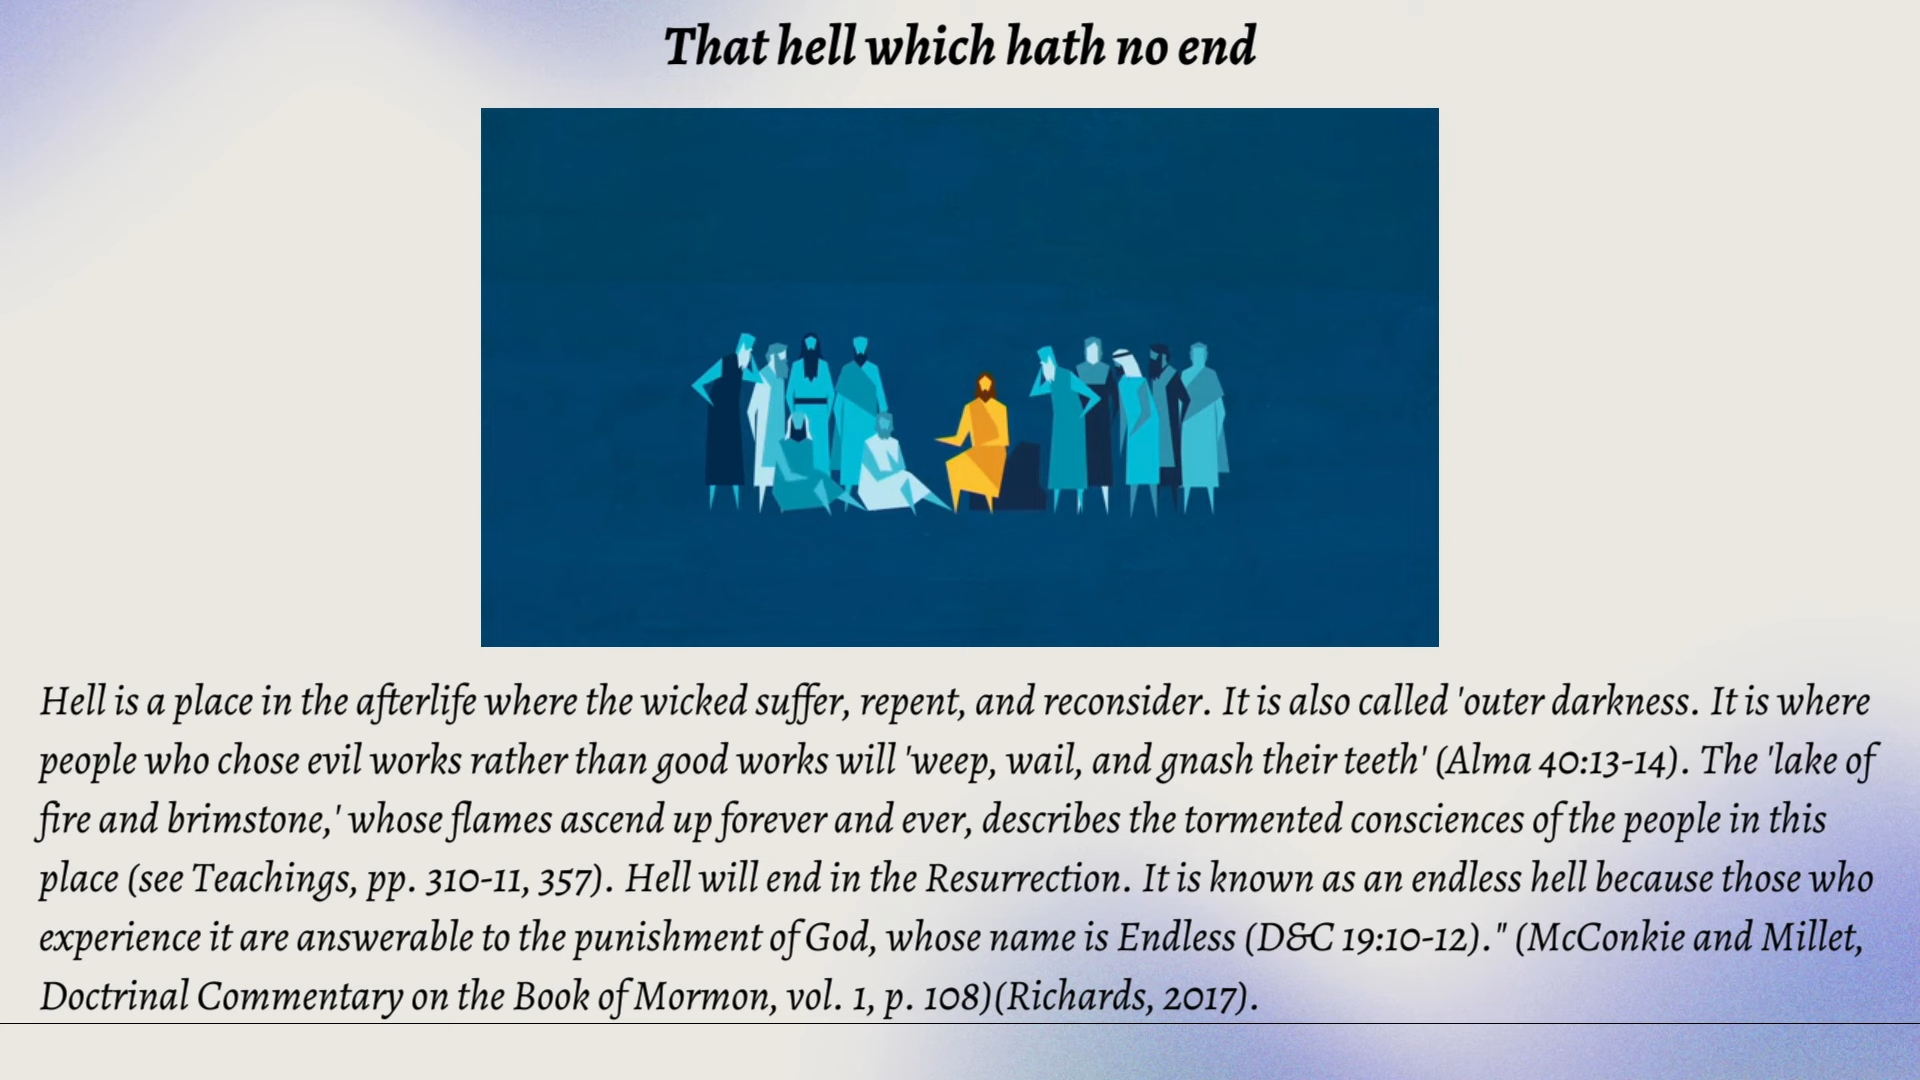 That hell which hath no end
Hell is a place in the afterlife where the wicked suffer, repent, and reconsider. It is also called 'outer darkness. It is where
people who chose evil works rather than good works will 'weep, wail, and gnash their teeth' (Alma 40:13-14). The 'lake of
fire and brimstone,' whose flames ascend up forever and ever, describes the tormented consciences of the people in this
place (see Teachings, pp. 310-11, 357). Hell will end in the Resurrection. It is known as an endless hell because those who
experience it are answerable to the punishment of God, whose name is Endless (D&C 19:10-12)." (McConkie and Millet,
Doctrinal Commentary on the Book of Mormon, vol. 1, p. 108)(Richards, 2017).